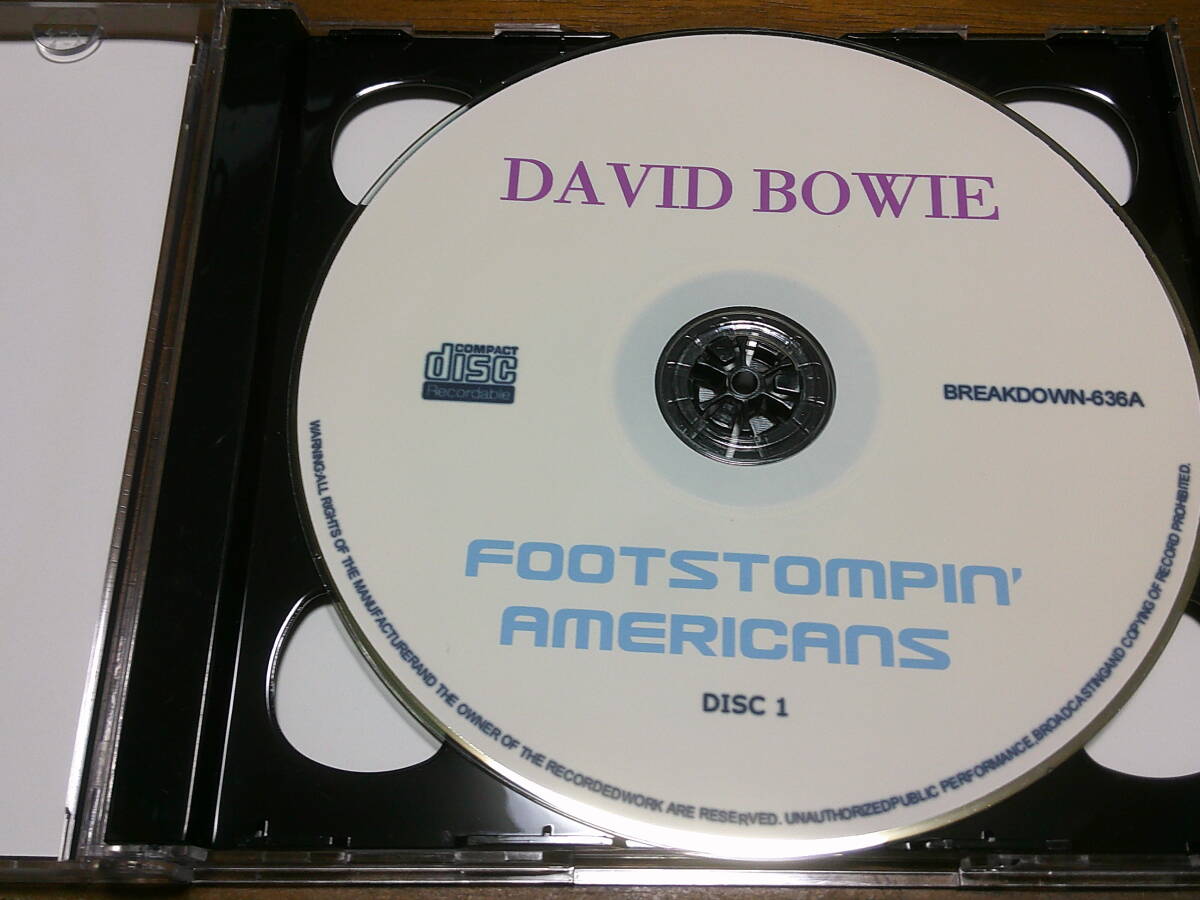 DAVID BOWIE
COMPACT
disc
Recordable
BREAKDOWN-636A
FOOTSTOMPIN'
AMERICANS
DISC 1
WARNING:ALL RIGHTS OF THE MANUFACTURERAND THE OWNER OF THE RECORDEDWORK ARE RESERVED. UNAUTHORIZEDPUBLIC PERFORMANCE,BROADCASTINGAND COPYING OF RECORD PROHIBITED.